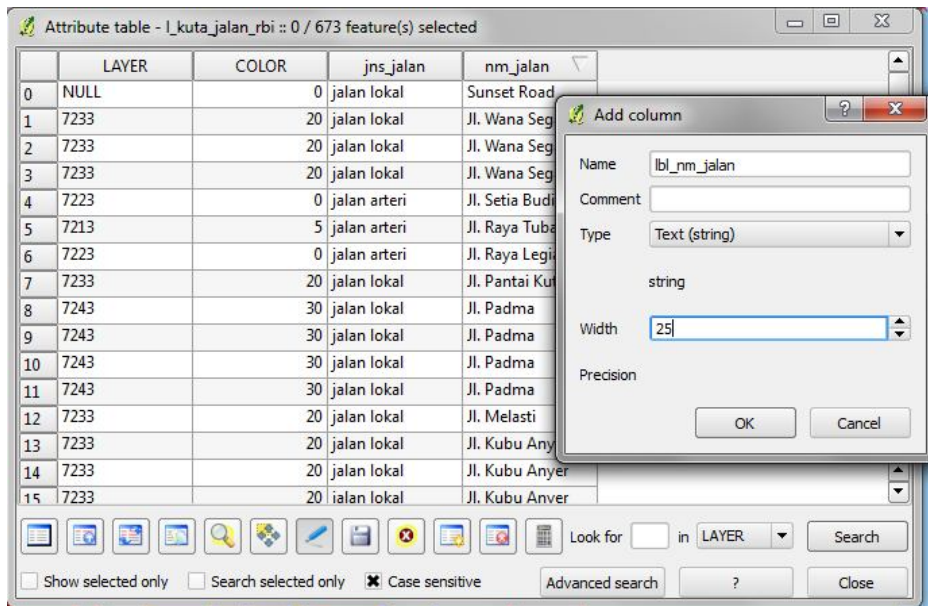 Attribute table - l_kuta_jalan_rbi :: 0 / 673 feature(s) selected
LAYER COLOR jns_jalan nm_jalan
0 NULL 0 jalan lokal Sunset Road
1 7233 20 jalan lokal Jl. Wana Seg
2 7233 20 jalan lokal Jl. Wana Seg
3 7233 20 jalan lokal Jl. Wana Seg
4 7223 0 jalan arteri Jl. Setia Budi
5 7213 5 jalan arteri Jl. Raya Tuba
6 7223 0 jalan arteri Jl. Raya Legia
7 7233 20 jalan lokal Jl. Pantai Kut
8 7243 30 jalan lokal Jl. Padma
9 7243 30 jalan lokal Jl. Padma
10 7243 30 jalan lokal Jl. Padma
11 7243 30 jalan lokal Jl. Padma
12 7233 20 jalan lokal Jl. Melasti
13 7233 20 jalan lokal Jl. Kubu Any
14 7233 20 jalan lokal Jl. Kubu Anyer
15 7233 20 jalan lokal Jl. Kubu Anyer
Add column
Name lbl_nm_jalan
Comment
Type Text (string)
string
Width 25
Precision
OK Cancel
Look for in LAYER Search
Show selected only Search selected only Case sensitive Advanced search ? Close